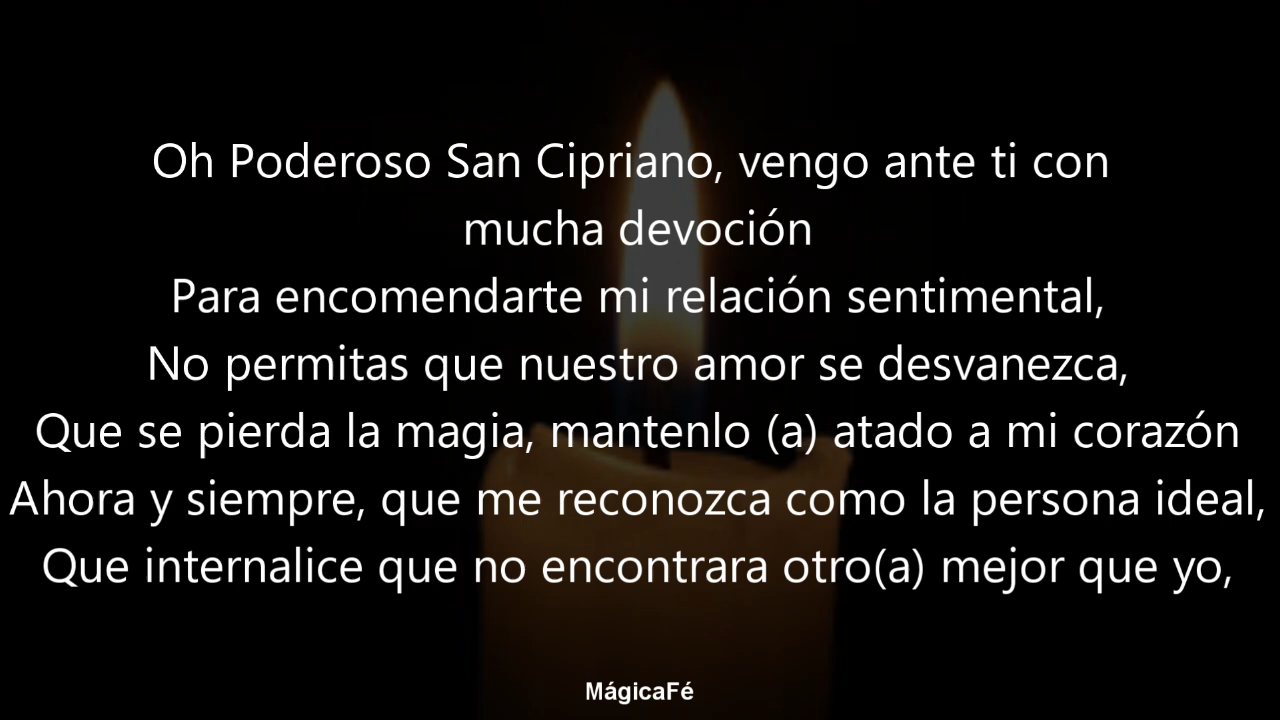 Oh Poderoso San Cipriano, vengo ante ti con
mucha devoción
Para encomendarte mi relación sentimental,
No permitas que nuestro amor se desvanezca,
Que se pierda la magia, mantenlo (a) atado a mi corazón
Ahora y siempre, que me reconozca como la persona ideal,
Que internalice que no encontrara otro(a) mejor que yo,
MágicaFé